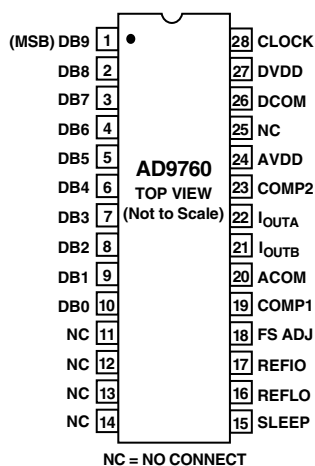 (MSB) DB9 1 28 CLOCK
DB8 2 27 DVDD
DB7 3 26 DCOM
DB6 4 25 NC
DB5 5 24 AVDD
DB4 6 23 COMP2
DB3 7 22 IOUTA
DB2 8 21 IOUTB
DB1 9 20 ACOM
DB0 10 19 COMP1
NC 11 18 FS ADJ
NC 12 17 REFIO
NC 13 16 REFLO
NC 14 15 SLEEP
AD9760
TOP VIEW
(Not to Scale)
NC = NO CONNECT